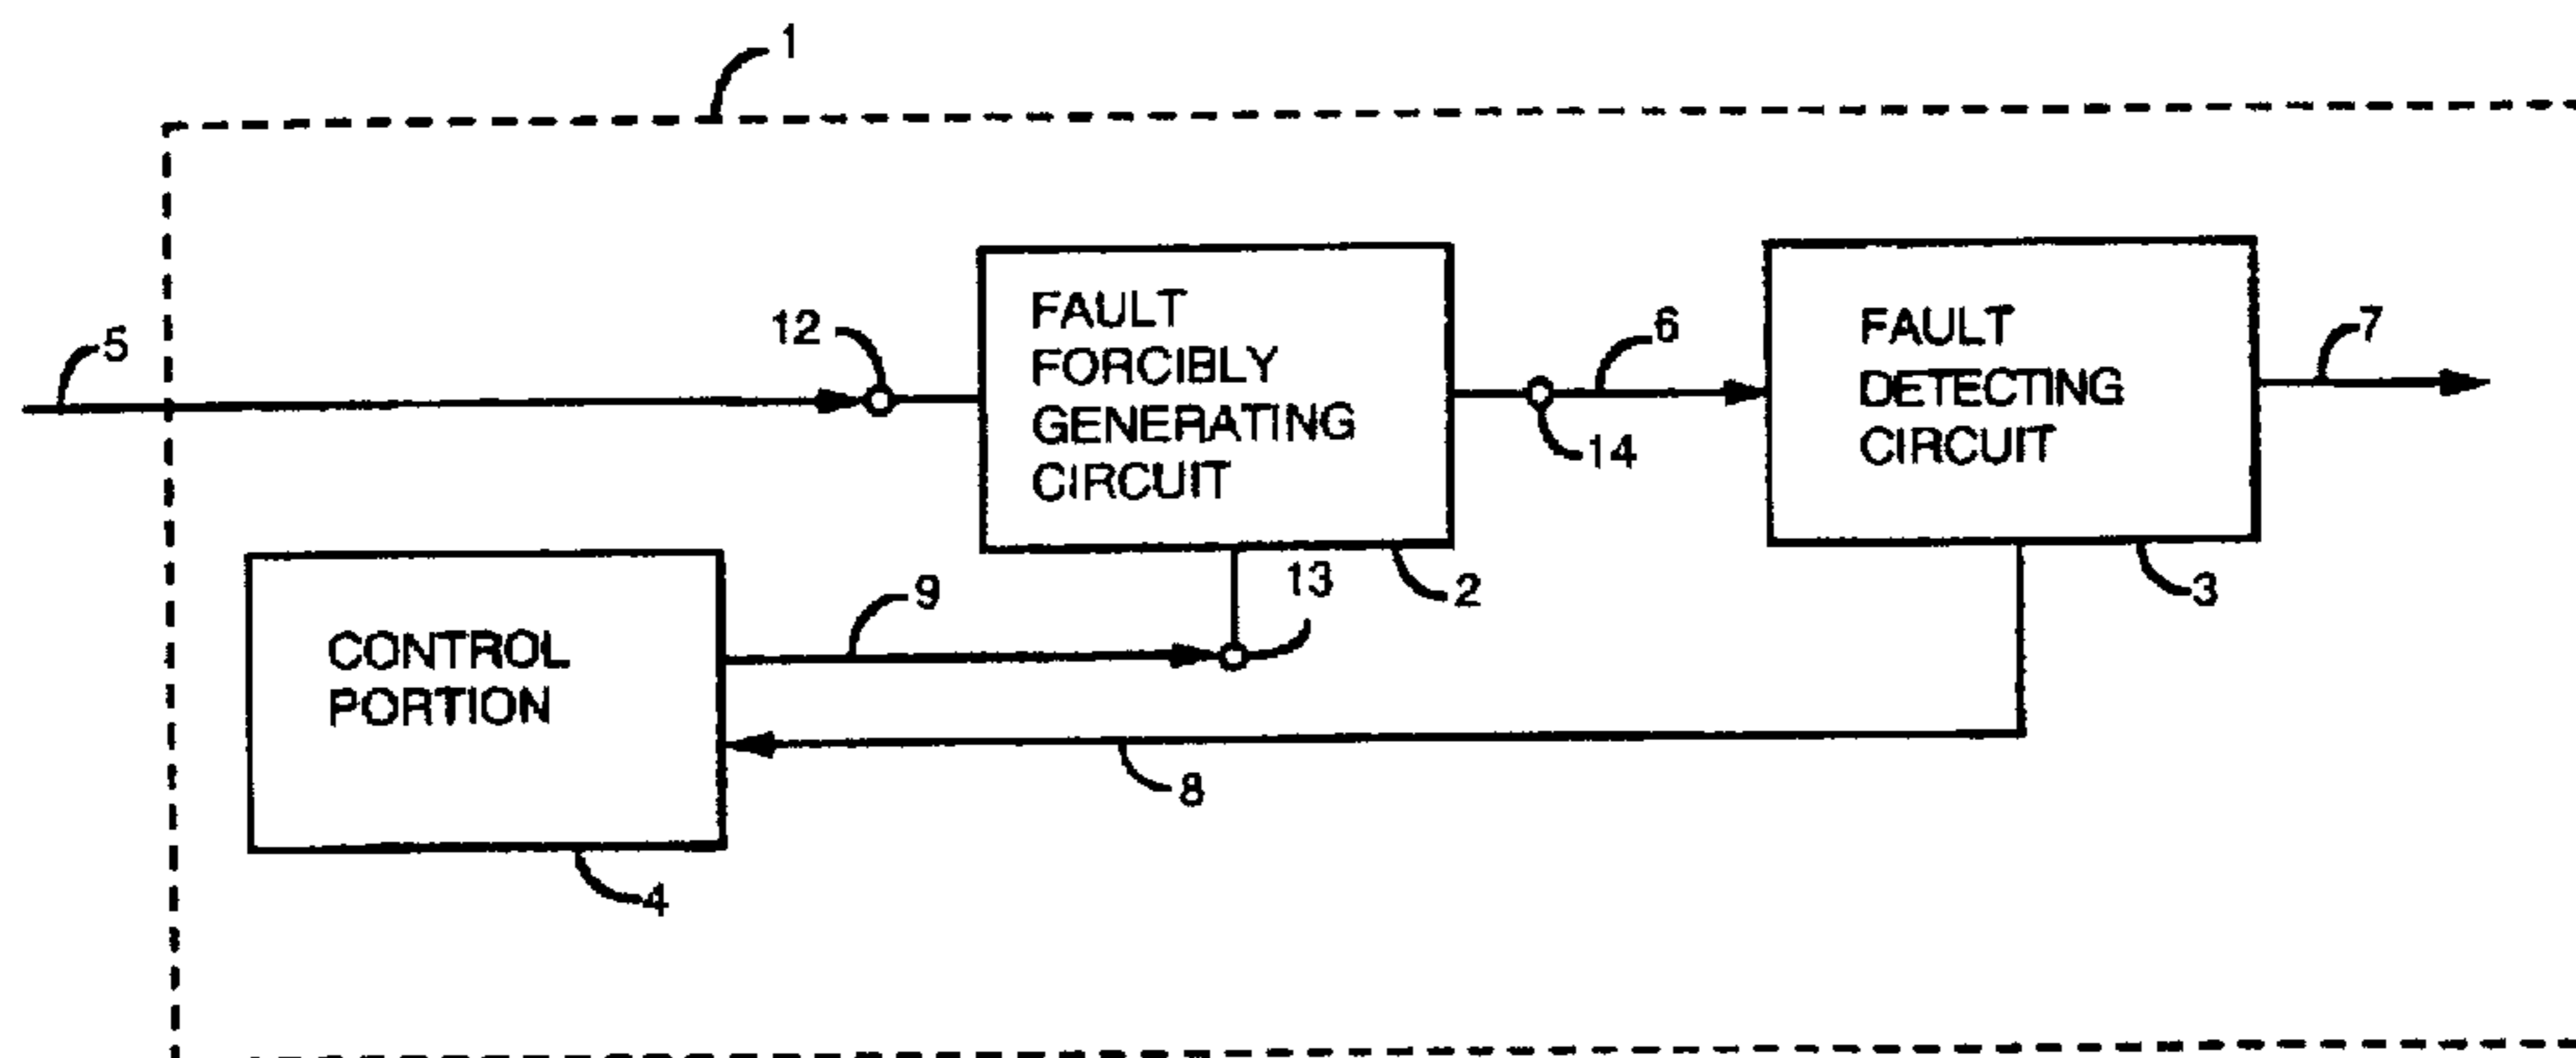 1
5
12
FAULT
FORCIBLY
GENERATING
CIRCUIT
6
14
FAULT
DETECTING
CIRCUIT
7
9
13
2
3
CONTROL
PORTION
8
4